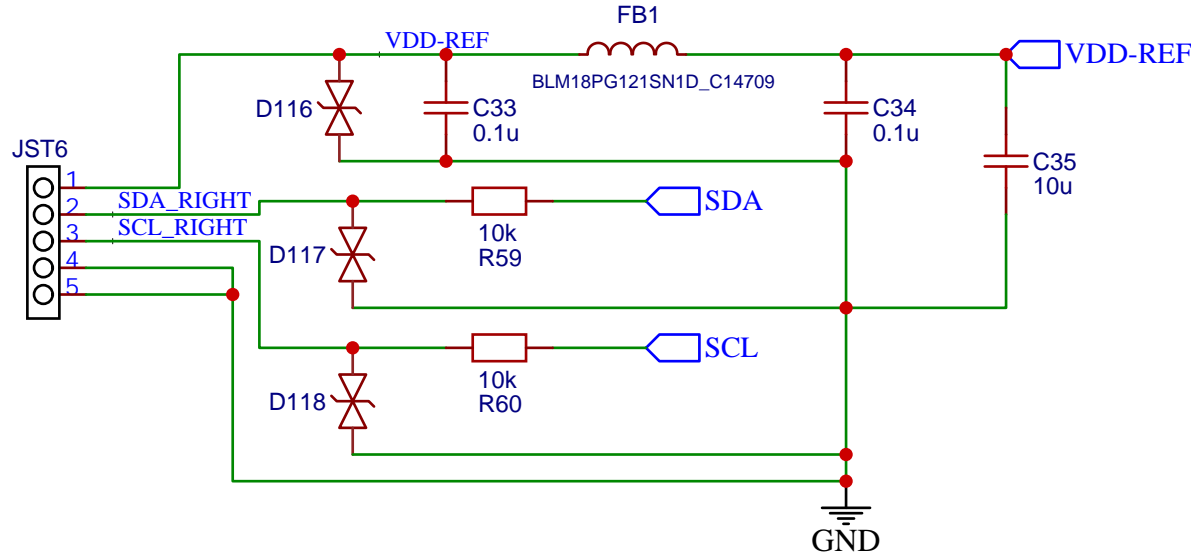 FB1
VDD-REF
VDD-REF
BLM18PG121SN1D_C14709
D116
C33
0.1u
C34
0.1u
C35
10u
JST6
1
2
3
4
5
SDA_RIGHT
SCL_RIGHT
SDA
10k
R59
D117
SCL
10k
R60
D118
GND